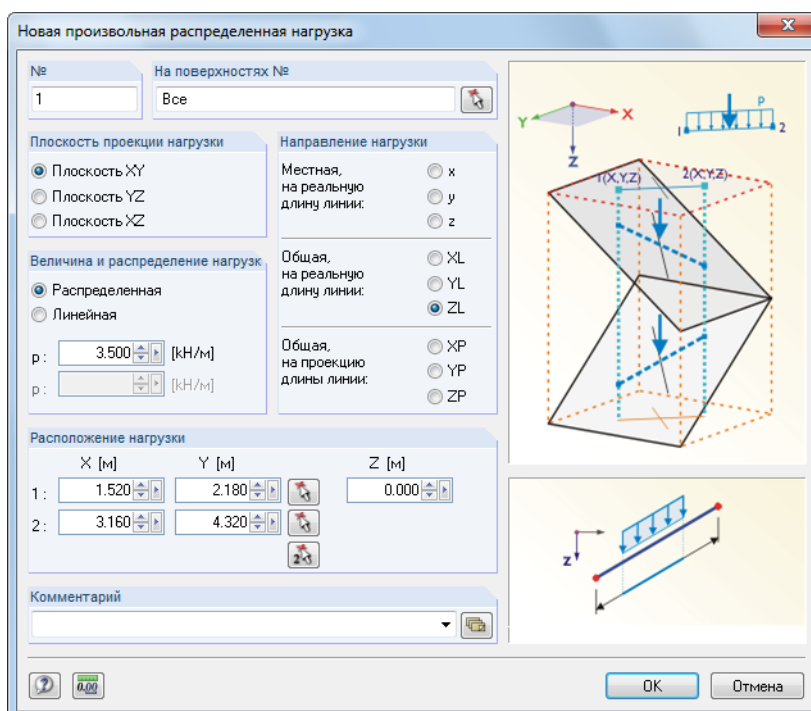 Новая произвольная распределенная нагрузка
№
1
На поверхностях №
Все
Плоскость проекции нагрузки
Плоскость XY
Плоскость YZ
Плоскость XZ
Направление нагрузки
Местная,
на реальную
длину линии:
x
y
z
Общая,
на реальную
длину линии:
XL
YL
ZL
Общая,
на проекцию
длины линии:
XP
YP
ZP
Величина и распределение нагрузк
Распределенная
Линейная
p: 3.500 [kH/м]
p: [kH/м]
Расположение нагрузки
X [м] Y [м] Z [м]
1: 1.520 2.180 0.000
2: 3.160 4.320
2
Комментарий
0.00
OK
Отмена
Y X Z
p
1 2
1(X,Y,Z) 2(X,Y,Z)
z